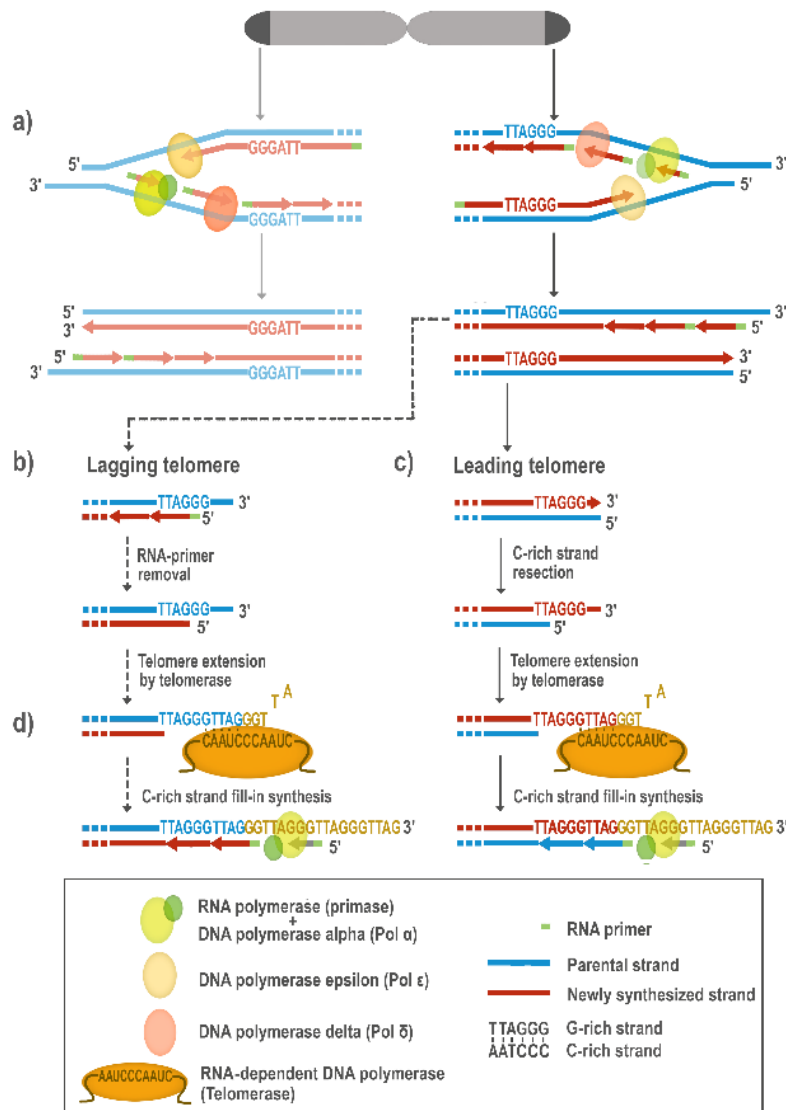 a)
TTAGGG
5'
GGGATT
3'
3'
5'
TTAGGG
GGGATT
5'
TTAGGG
3'
3'
GGGATT
5'
5'
TTAGGG
3'
3'
5'
b)
Lagging telomere
c)
Leading telomere
TTAGGG
3'
5'
TTAGGG
3'
5'
RNA-primer
removal
C-rich strand
resection
TTAGGG
3'
5'
TTAGGG
3'
5'
Telomere extension
by telomerase
Telomere extension
by telomerase
d)
TTAGGGTTAGGGT
T
A
CAAUCCCAAUC
TTAGGGTTAGGGT
T
A
CAAUCCCAAUC
C-rich strand fill-in synthesis
C-rich strand fill-in synthesis
TTAGGGTTAGGGTTAGGGTTAGGGTTAG 3'
5'
TTAGGGTTAGGGTTAGGGTTAGGGTTAG 3'
5'
RNA polymerase (primase)
+
DNA polymerase alpha (Pol α)
DNA polymerase epsilon (Pol ε)
DNA polymerase delta (Pol δ)
AAUCCCAAUC
RNA-dependent DNA polymerase
(Telomerase)
RNA primer
Parental strand
Newly synthesized strand
TTAGGG
G-rich strand
AATCCC
C-rich strand